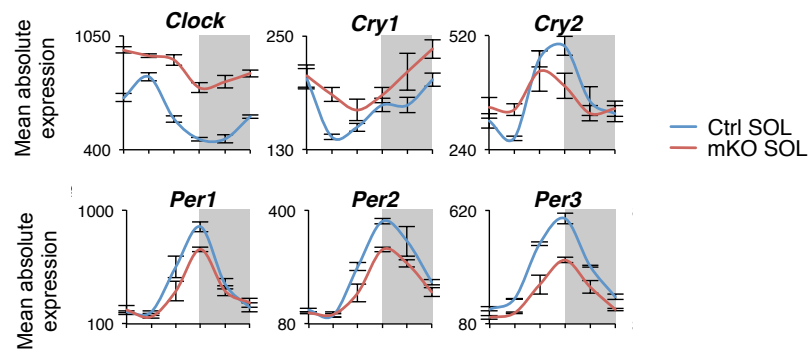 Clock
Cry1
Cry2
1050
400
250
130
520
240
Mean absolute
expression
Ctrl SOL
mKO SOL
Per1
Per2
Per3
1000
100
400
80
620
80
Mean absolute
expression